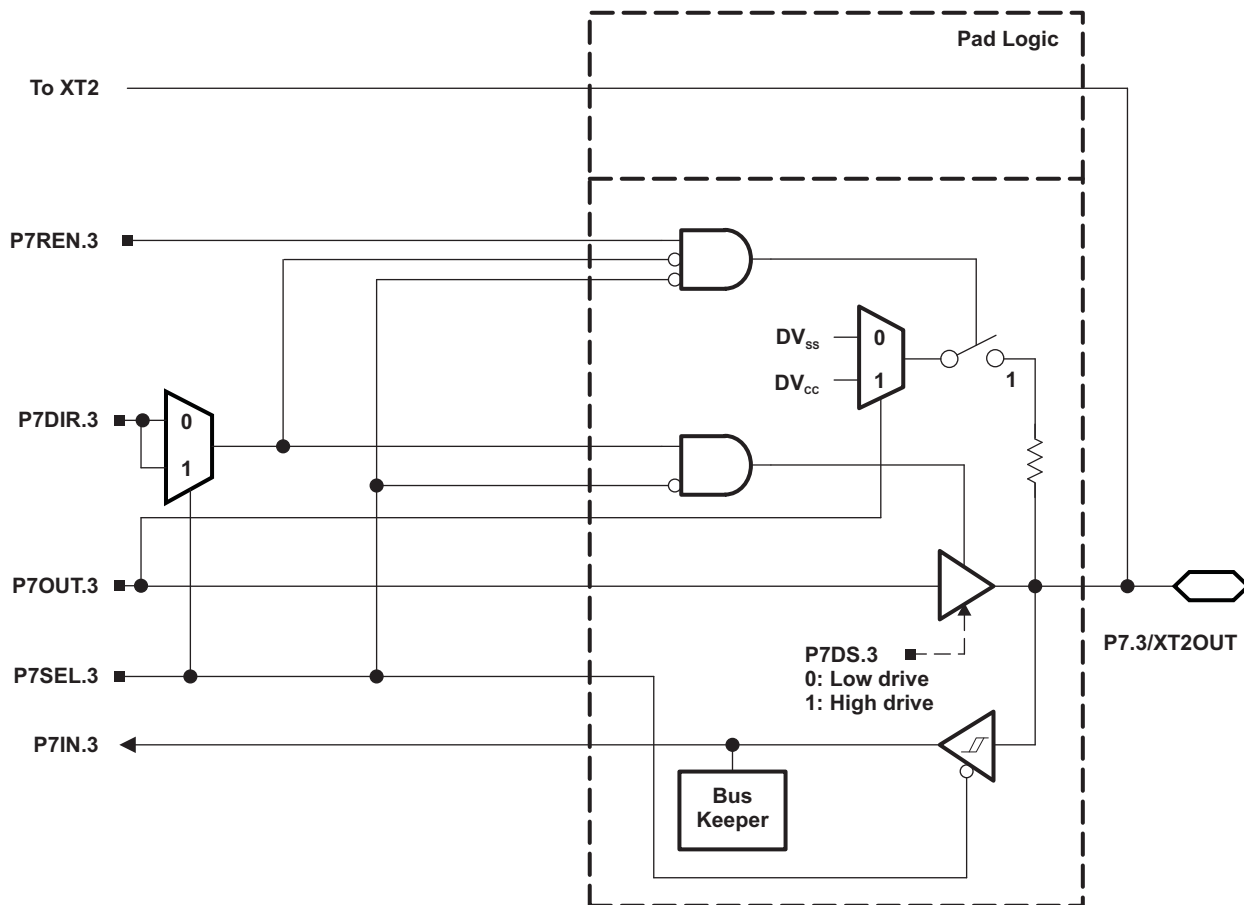 Pad Logic
To XT2
P7REN.3
DVss
0
DVcc
1
1
P7DIR.3
0
1
P7OUT.3
P7.3/XT2OUT
P7DS.3
0: Low drive
1: High drive
P7SEL.3
P7IN.3
Bus
Keeper